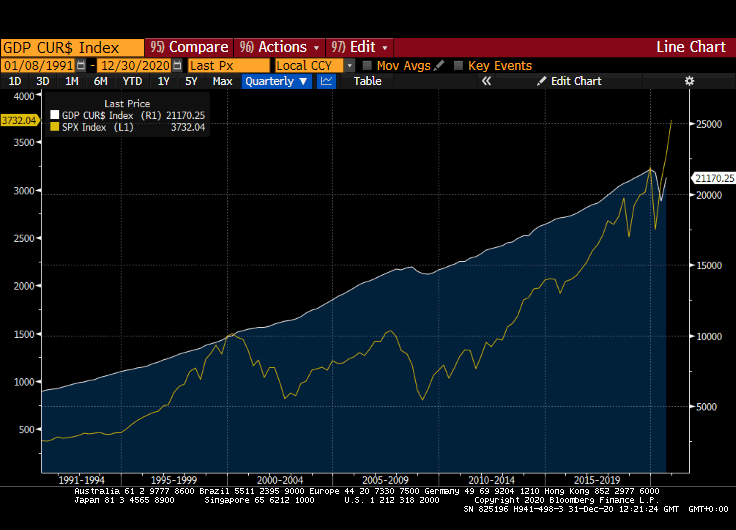 GDP CUR$ Index 95) Compare 96) Actions 97) Edit Line Chart
01/08/1991 - 12/30/2020 Last Px Local CCY Mov Avgs Key Events
1D 3D 1M 6M YTD 1Y 5Y Max Quarterly ▼ Table « Edit Chart
Last Price
GDP CUR$ Index (R1) 21170.25
SPX Index (L1) 3732.04
4000
3732.04
3500
3000
2500
2000
1500
1000
500
25000
21170.25
20000
15000
10000
5000
1991-1994 1995-1999 2000-2004 2005-2009 2010-2014 2015-2019
Australia 61 2 9777 8600 Brazil 5511 2395 9000 Europe 44 20 7330 7500 Germany 49 69 9204 1210 Hong Kong 852 2977 6000
Japan 81 3 4565 8900 Singapore 65 6212 1000 U.S. 1 212 318 2000 Copyright 2020 Bloomberg Finance L.P.
SN 825196 H941-498-3 31-Dec-20 12:21:24 GMT GMT+0:00